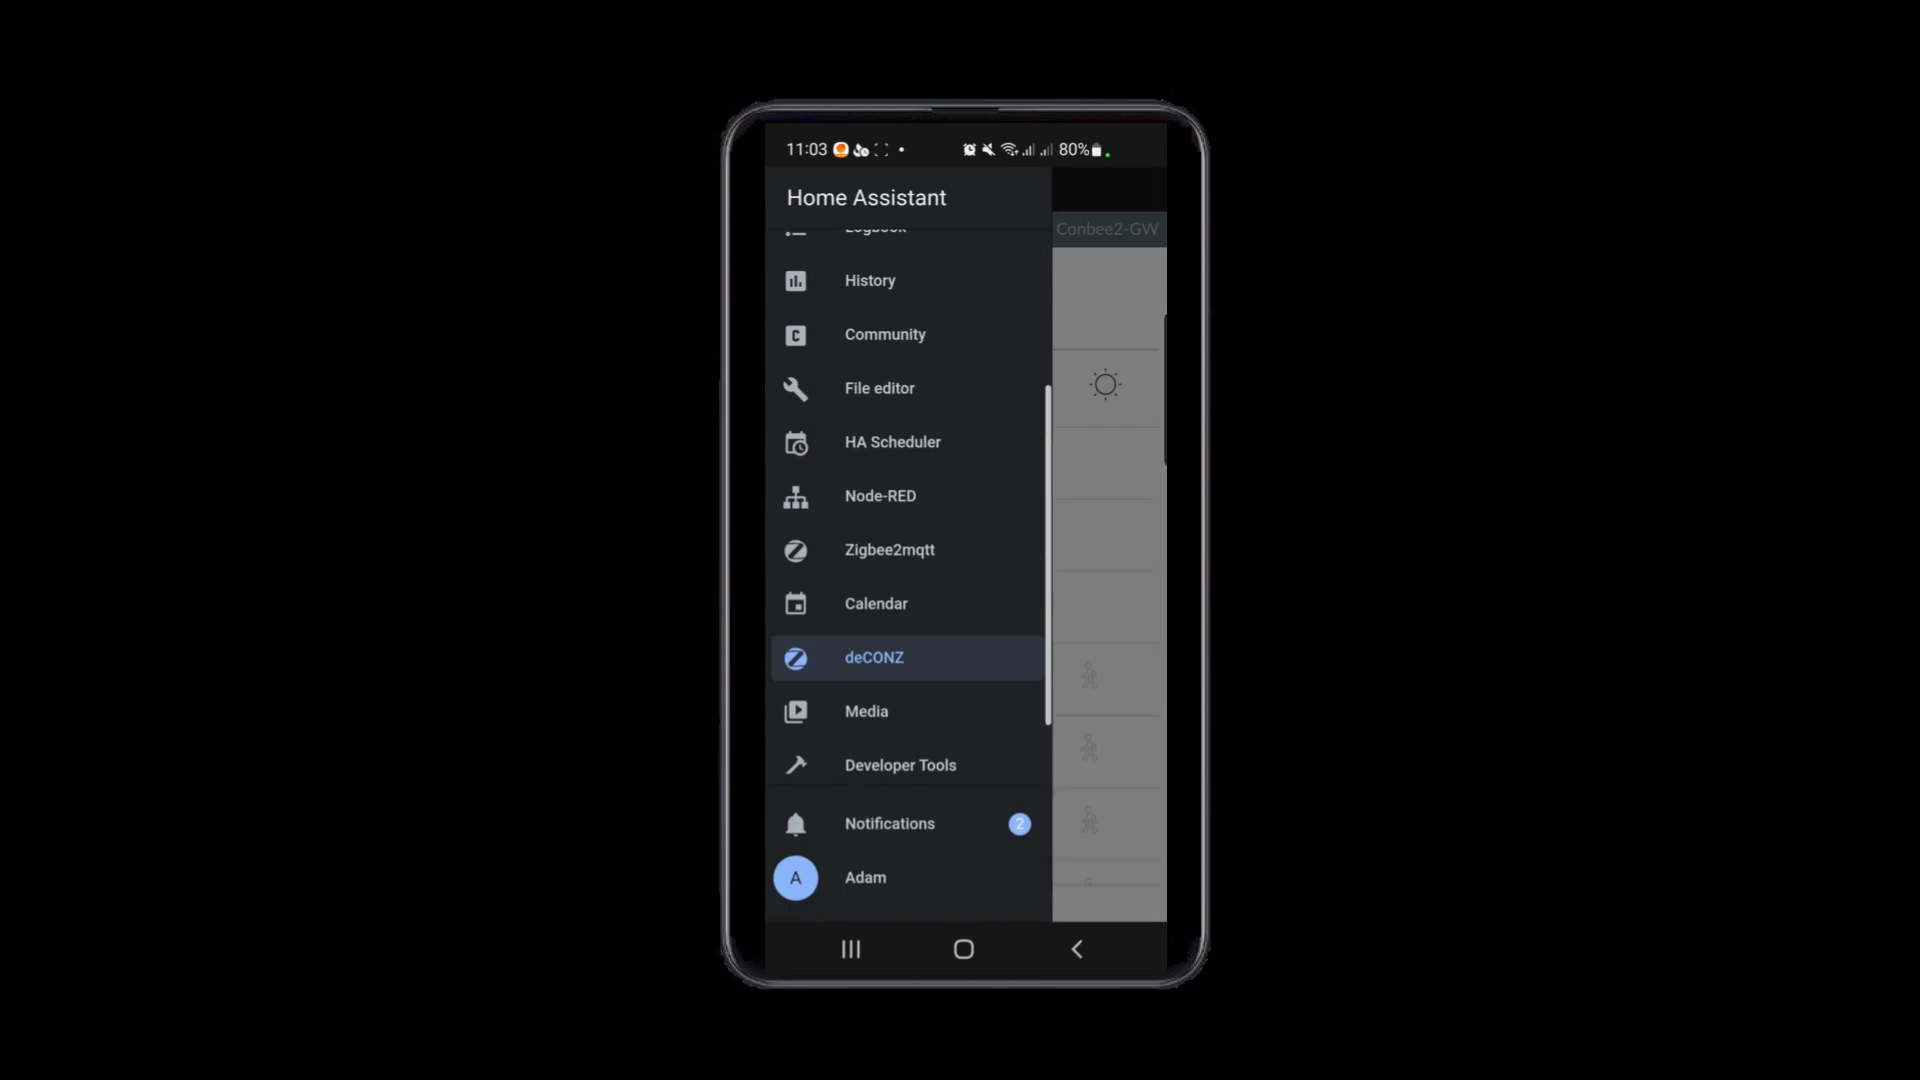 11:03
80%
Home Assistant
Conbee2-GW
Logbook
History
C
Community
File editor
HA Scheduler
Node-RED
Zigbee2mqtt
Calendar
deCONZ
Media
Developer Tools
Notifications
2
A
Adam